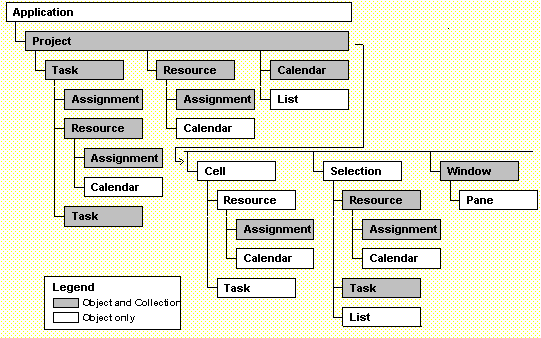 Application
Project
Task
Resource
Calendar
Assignment
Assignment
List
Resource
Calendar
Assignment
Calendar
Task
Cell
Selection
Window
Resource
Resource
Pane
Assignment
Assignment
Calendar
Calendar
Task
Task
List
Legend
Object and Collection
Object only